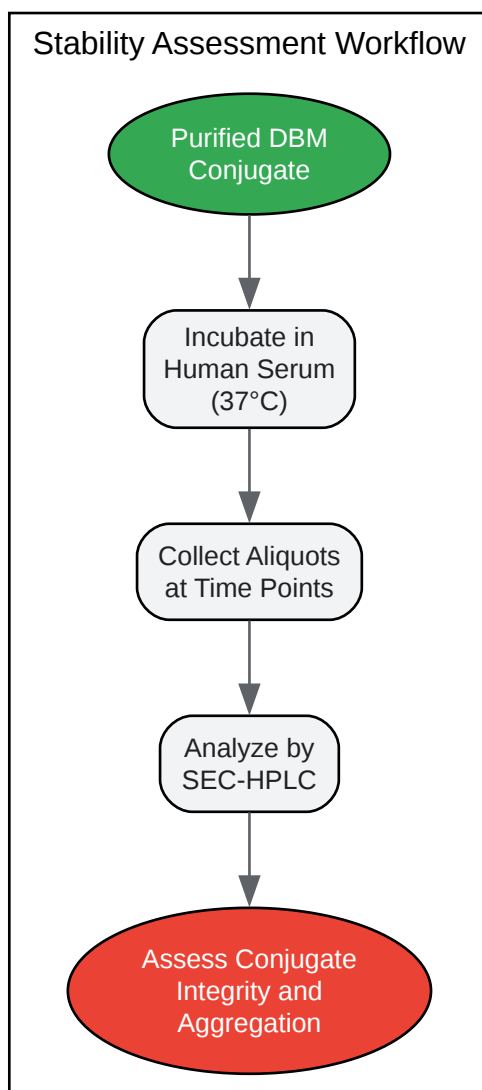 Stability Assessment Workflow
Purified DBM
Conjugate
Incubate in
Human Serum
(37°C)
Collect Aliquots
at Time Points
Analyze by
SEC-HPLC
Assess Conjugate
Integrity and
Aggregation